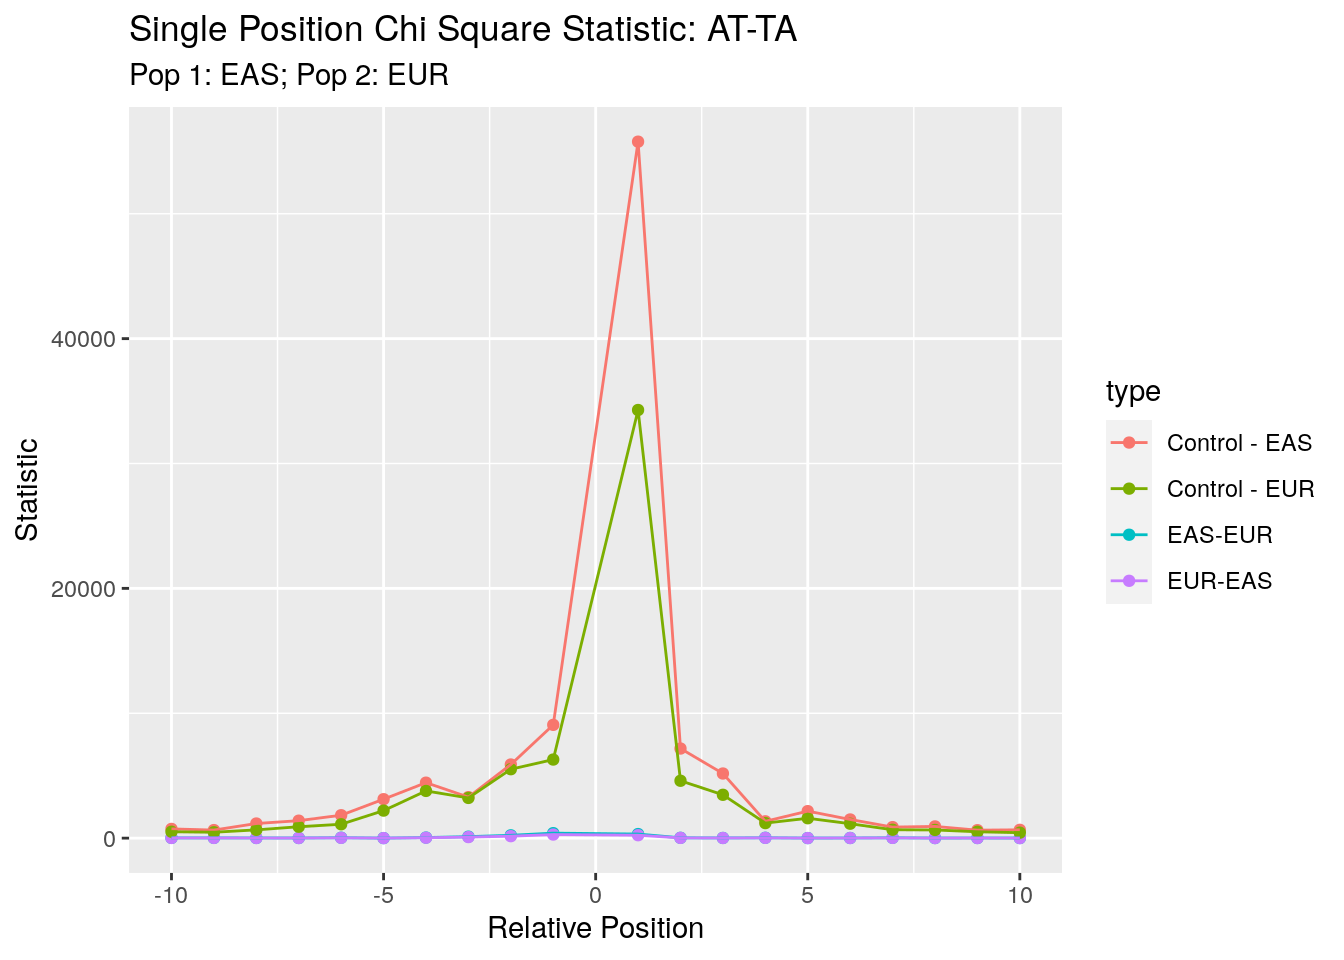 Single Position Chi Square Statistic: AT-TA
Pop 1: EAS; Pop 2: EUR
40000
20000
0
Statistic
-10
-5
0
5
10
Relative Position
type
Control - EAS
Control - EUR
EAS-EUR
EUR-EAS